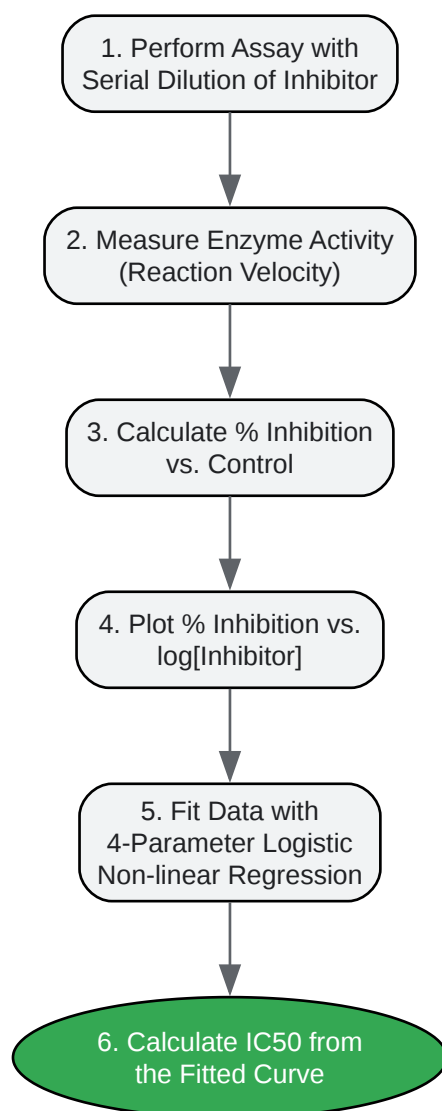 1. Perform Assay with
Serial Dilution of Inhibitor
2. Measure Enzyme Activity
(Reaction Velocity)
3. Calculate % Inhibition
vs. Control
4. Plot % Inhibition vs.
log[Inhibitor]
5. Fit Data with
4-Parameter Logistic
Non-linear Regression
6. Calculate IC50 from
the Fitted Curve